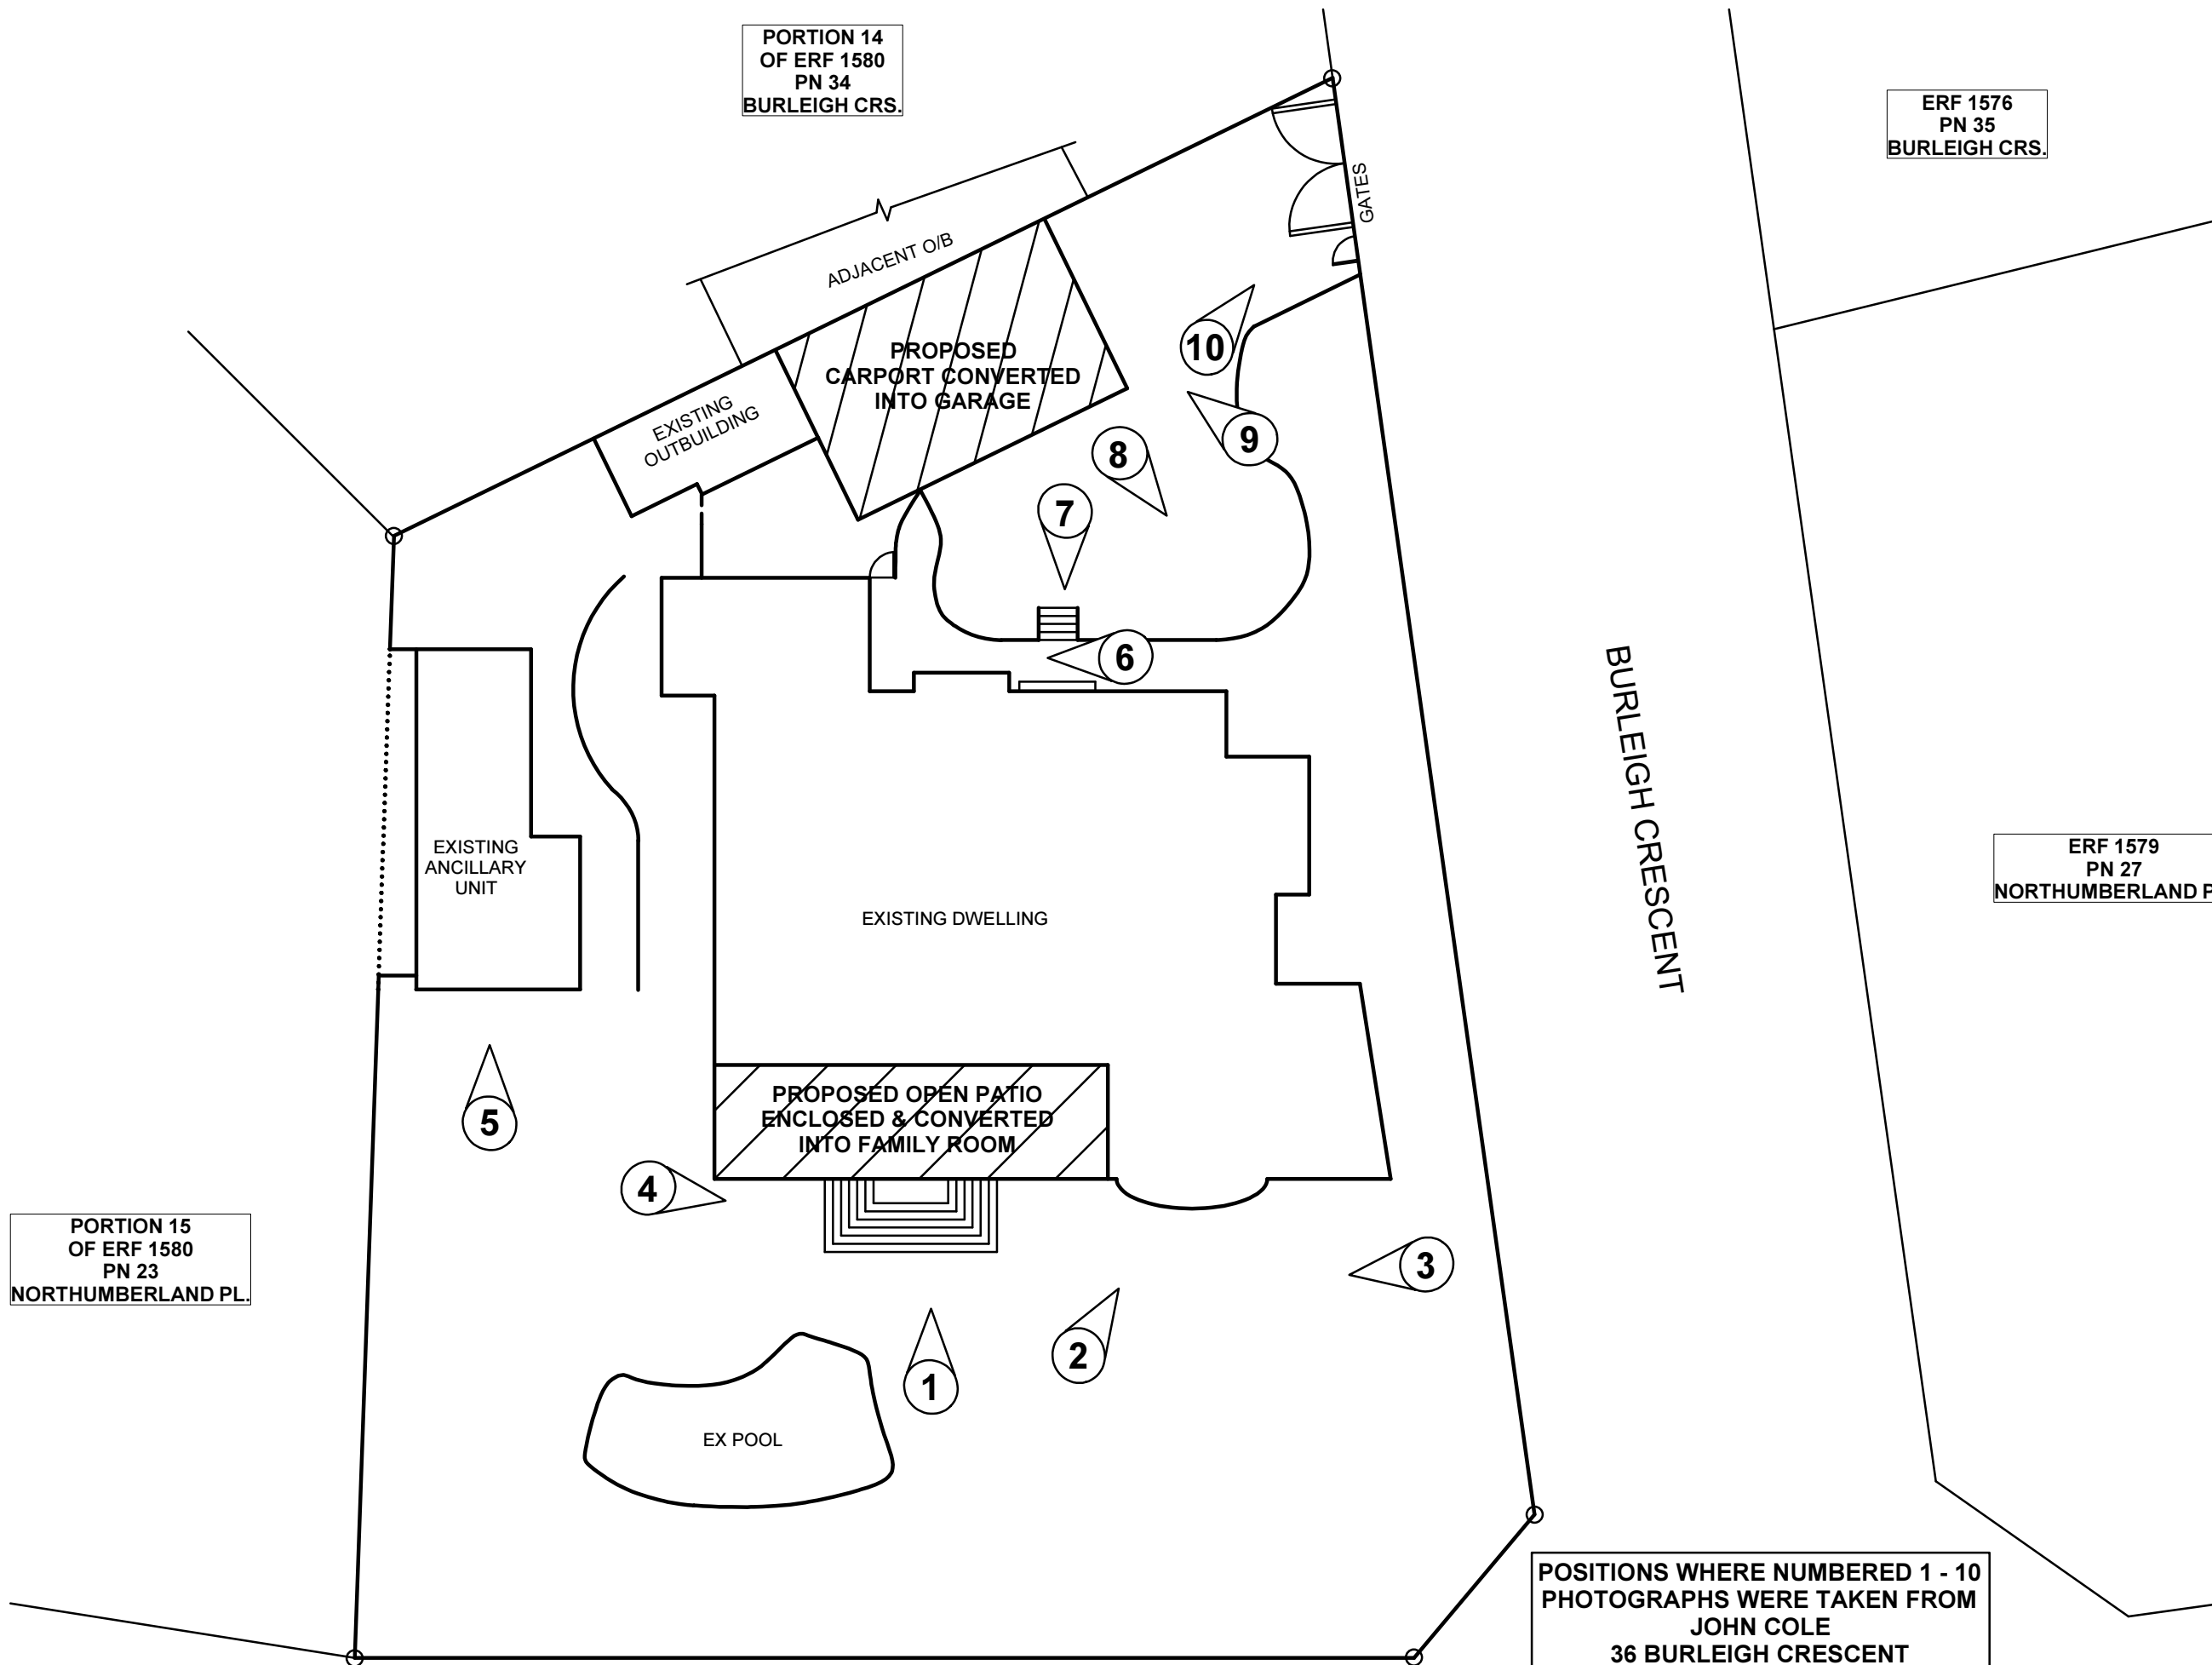 PORTION 14
OF ERF 1580
PN 34
BURLEIGH CRS.
ERF 1576
PN 35
BURLEIGH CRS.
GATES
ADJACENT O/B
PROPOSED
CARPORT CONVERTED
INTO GARAGE
EXISTING
OUTBUILDING
10
9
8
7
6
BURLEIGH CRESCENT
EXISTING
ANCILLARY
UNIT
EXISTING DWELLING
ERF 1579
PN 27
NORTHUMBERLAND P
PROPOSED OPEN PATIO
ENCLOSED & CONVERTED
INTO FAMILY ROOM
5
4
PORTION 15
OF ERF 1580
PN 23
NORTHUMBERLAND PL.
3
2
1
EX POOL
POSITIONS WHERE NUMBERED 1 - 10
PHOTOGRAPHS WERE TAKEN FROM
JOHN COLE
36 BURLEIGH CRESCENT